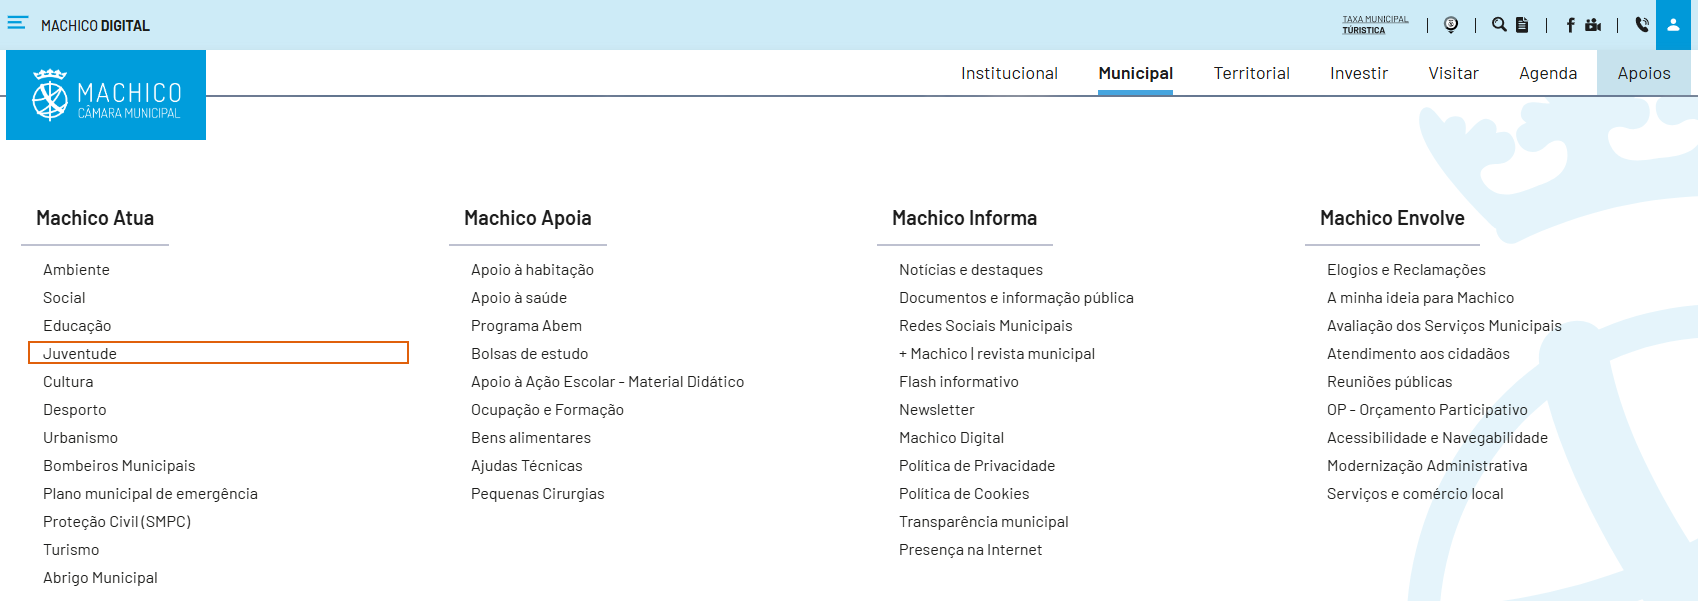 MACHICO DIGITAL
TAXA MUNICIPAL
TÚRISTICA
MACHICO
CÂMARA MUNICIPAL
Institucional
Municipal
Territorial
Investir
Visitar
Agenda
Apoios
Machico Atua
Ambiente
Social
Educação
Juventude
Cultura
Desporto
Urbanismo
Bombeiros Municipais
Plano municipal de emergência
Proteção Civil (SMPC)
Turismo
Abrigo Municipal
Machico Apoia
Apoio à habitação
Apoio à saúde
Programa Abem
Bolsas de estudo
Apoio à Ação Escolar - Material Didático
Ocupação e Formação
Bens alimentares
Ajudas Técnicas
Pequenas Cirurgias
Machico Informa
Notícias e destaques
Documentos e informação pública
Redes Sociais Municipais
+ Machico | revista municipal
Flash informativo
Newsletter
Machico Digital
Política de Privacidade
Política de Cookies
Transparência municipal
Presença na Internet
Machico Envolve
Elogios e Reclamações
A minha ideia para Machico
Avaliação dos Serviços Municipais
Atendimento aos cidadãos
Reuniões públicas
OP - Orçamento Participativo
Acessibilidade e Navegabilidade
Modernização Administrativa
Serviços e comércio local